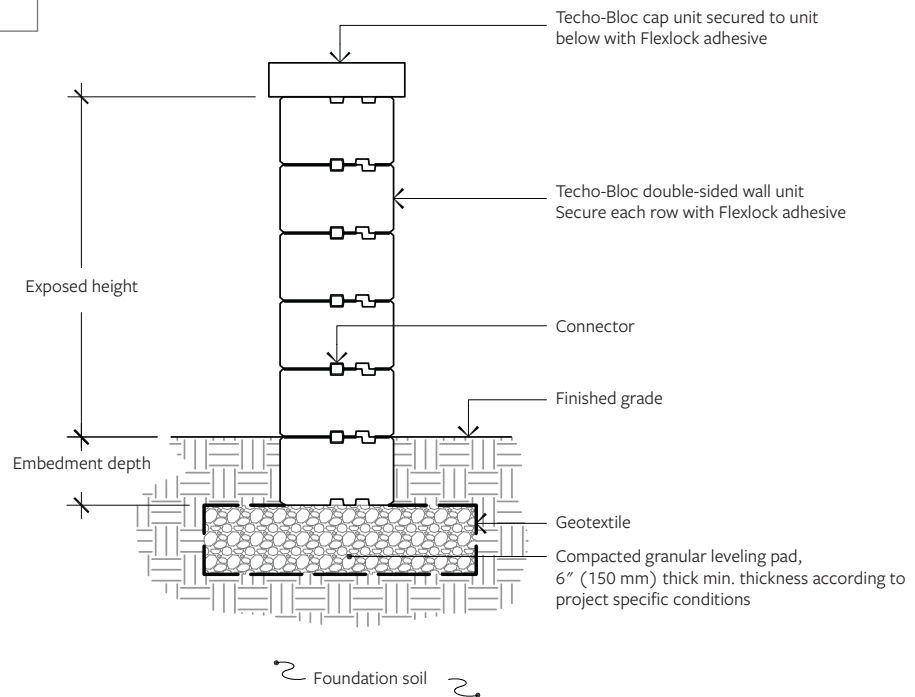 Techo-Bloc cap unit secured to unit
below with Flexlock adhesive
Techo-Bloc double-sided wall unit
Secure each row with Flexlock adhesive
Exposed height
Connector
Finished grade
Embedment depth
Geotextile
Compacted granular leveling pad,
6″ (150 mm) thick min. thickness according to
project specific conditions
Foundation soil